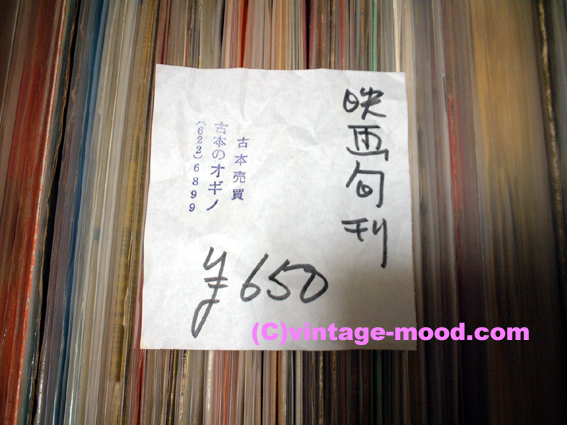 映画旬刊
古本売買
古本のオギノ
(622)6899
¥650
(C)vintage-mood.com